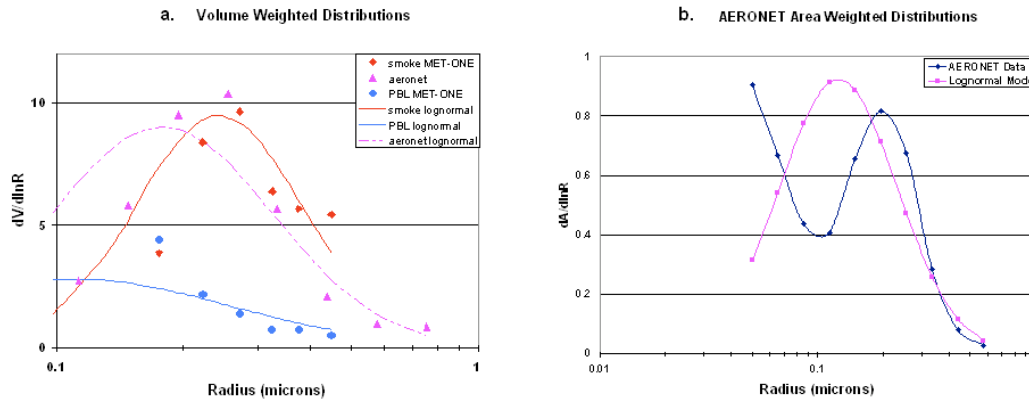 a. Volume Weighted Distributions
dV/dlnR
10
5
0
0.1
1
Radius (microns)
smoke MET-ONE
aeronet
PBL MET-ONE
smoke lognormal
PBL lognormal
aeronet lognormal
b. AERONET Area Weighted Distributions
dA/dlnR
1
0.8
0.6
0.4
0.2
0
0.01
0.1
Radius (microns)
AERONET Data
Lognormal Mode